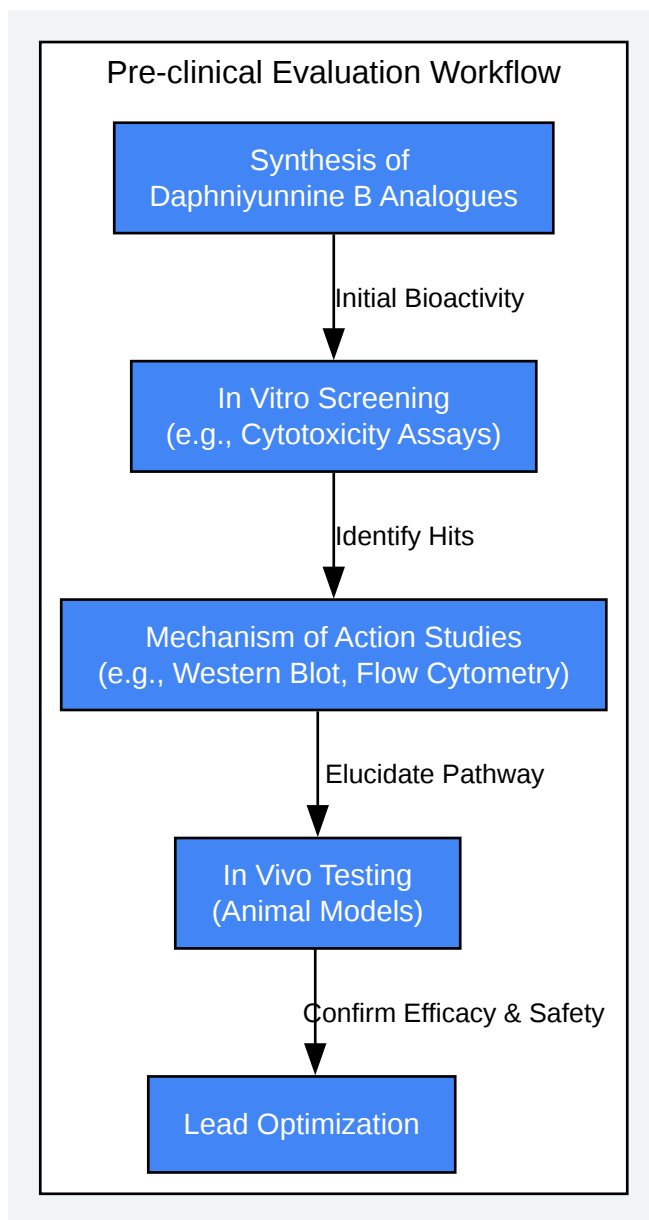 Pre-clinical Evaluation Workflow
Synthesis of
Daphniyunnine B Analogues
Initial Bioactivity
In Vitro Screening
(e.g., Cytotoxicity Assays)
Identify Hits
Mechanism of Action Studies
(e.g., Western Blot, Flow Cytometry)
Elucidate Pathway
In Vivo Testing
(Animal Models)
Confirm Efficacy & Safety
Lead Optimization